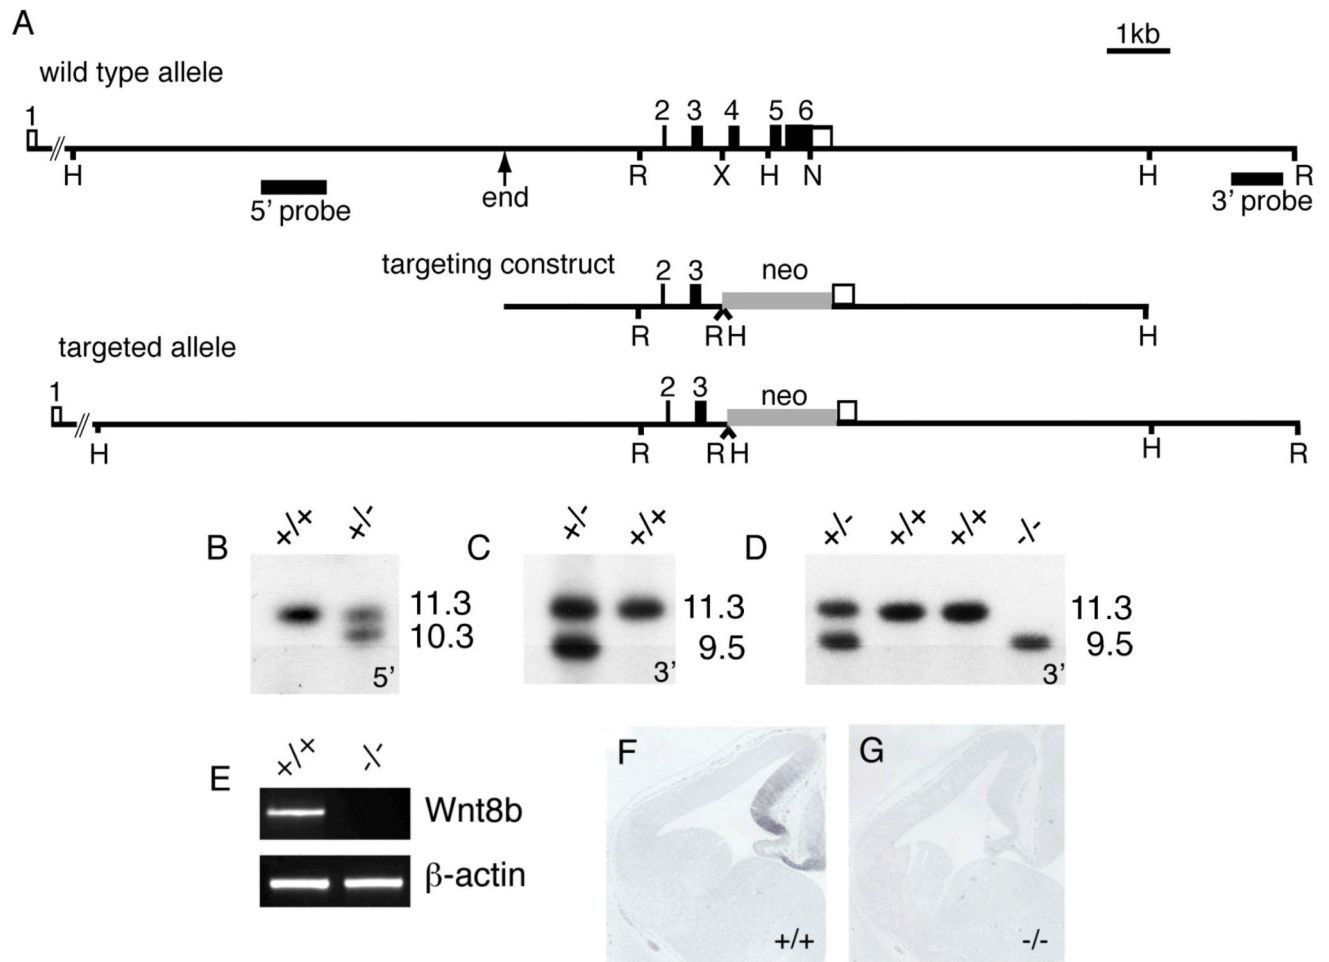 A
1kb
wild type allele
1 2 3 4 5 6
H R X H N H R
5' probe end 3' probe
targeting construct 2 3 neo
R R H H
targeted allele
1 2 3 neo
H R R H H R
B +/+ +/- 11.3 10.3 5'
C +/- +/+ 11.3 9.5 3'
D +/- +/+ +/+ -/- 11.3 9.5 3'
E +/+ -/-
Wnt8b
β-actin
F +/+
G -/-